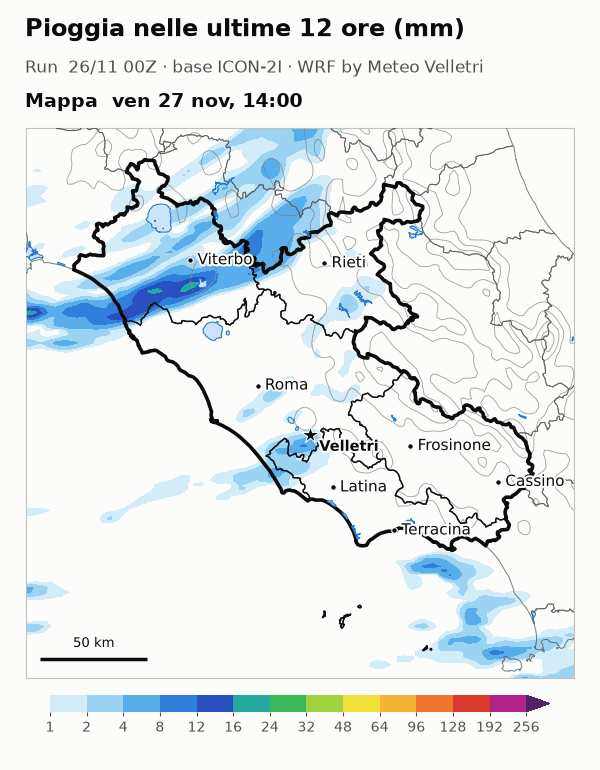 Pioggia nelle ultime 12 ore (mm)
Run  26/11 00Z · base ICON-2I · WRF by Meteo Velletri
Mappa  ven 27 nov, 14:00
Viterbo
Rieti
Roma
Velletri
Frosinone
Cassino
Latina
Terracina
50 km
1 2 4 8 12 16 24 32 48 64 96 128 192 256